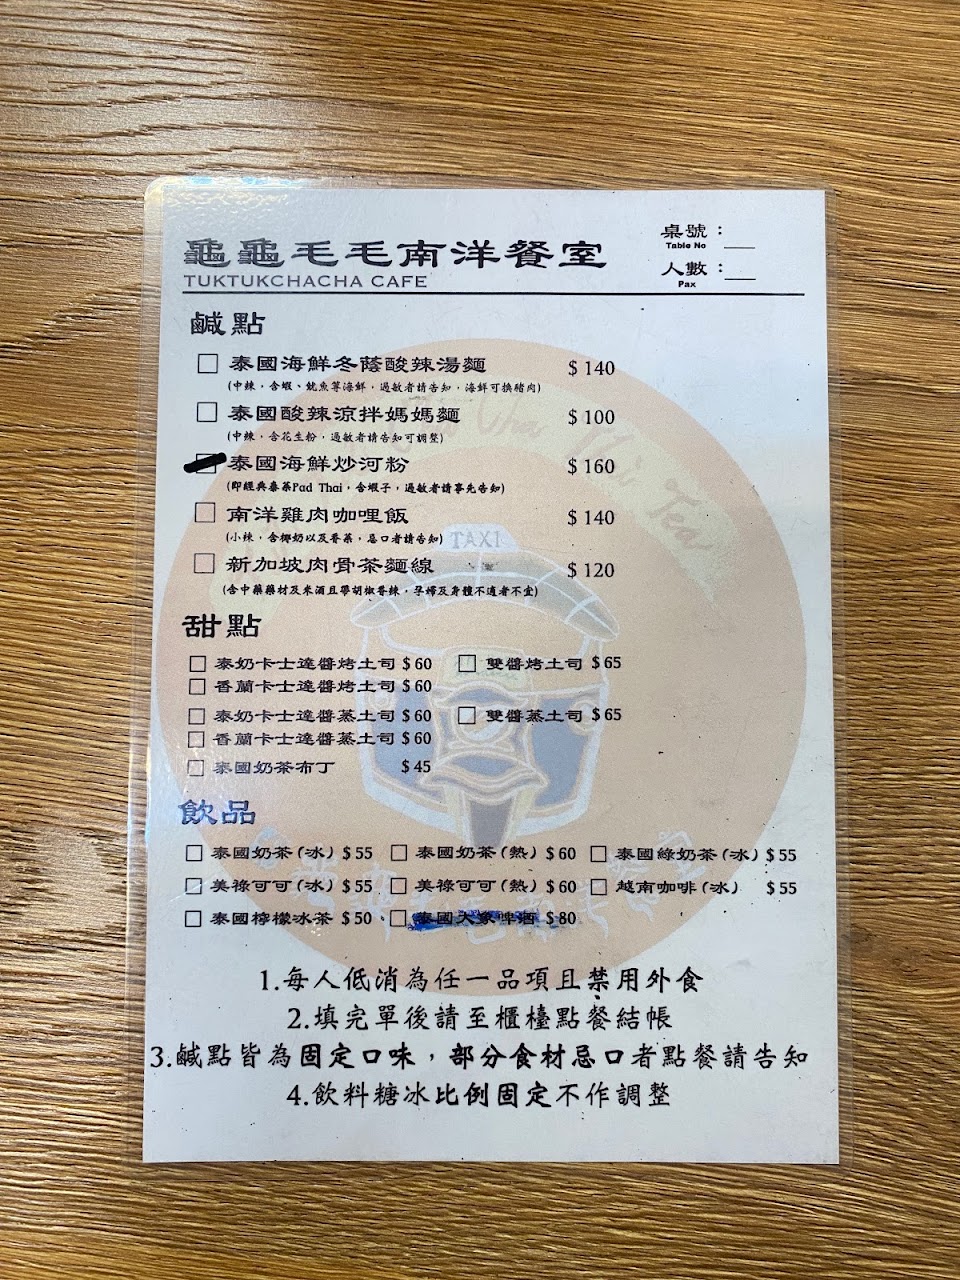 龜龜毛毛南洋餐室
TUKTUKCHACHA CAFE
桌號：
Table No
人數：
Pax
鹹點
泰國海鮮冬蔭酸辣湯麵 $140
(中辣，含蝦、魷魚等海鮮，過敏者請告知，海鮮可換豬肉)
泰國酸辣涼拌媽媽麵 $100
(中辣，含花生粉，過敏者請告知可調整)
泰國海鮮炒河粉 $160
(即經典泰菜Pad Thai，含蝦子，過敏者請事先告知)
南洋雞肉咖哩飯 $140
(小辣，含椰奶以及香菜，忌口者請告知)
新加坡肉骨茶麵線 $120
(含中藥藥材及米酒且帶胡椒香辣，孕婦及身體不適者不宜)
甜點
泰奶卡士達醬烤土司 $60 雙醬烤土司 $65
香蘭卡士達醬烤土司 $60
泰奶卡士達醬蒸土司 $60 雙醬蒸土司 $65
香蘭卡士達醬蒸土司 $60
泰國奶茶布丁 $45
飲品
泰國奶茶(冰) $55 泰國奶茶(熱) $60 泰國綠奶茶(冰) $55
美祿可可(冰) $55 美祿可可(熱) $60 越南咖啡(冰) $55
泰國檸檬冰茶 $50 泰國大象啤酒 $80
1.每人低消為任一品項且禁用外食
2.填完單後請至櫃檯點餐結帳
3.鹹點皆為固定口味，部分食材忌口者點餐請告知
4.飲料糖冰比例固定不作調整
TAXI
Cha
Tea